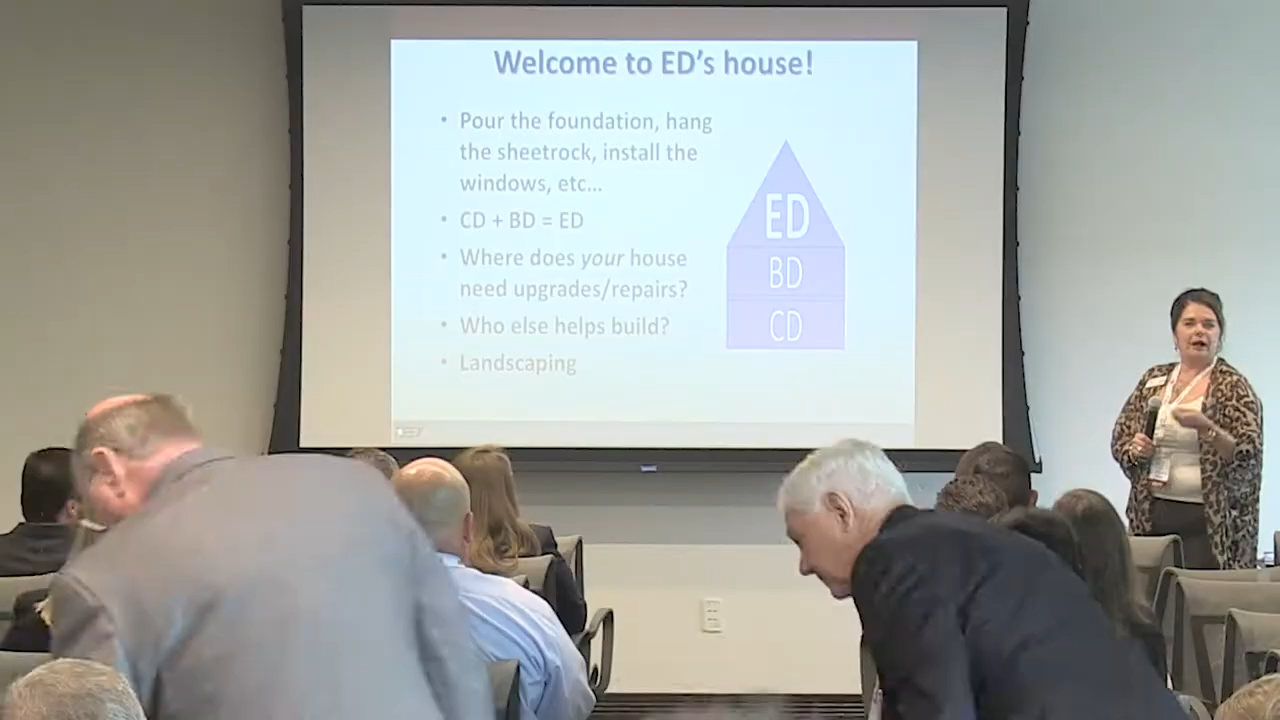 Welcome to ED's house!
• Pour the foundation, hang
the sheetrock, install the
windows, etc…
• CD + BD = ED
• Where does your house
need upgrades/repairs?
• Who else helps build?
• Landscaping
ED
BD
CD